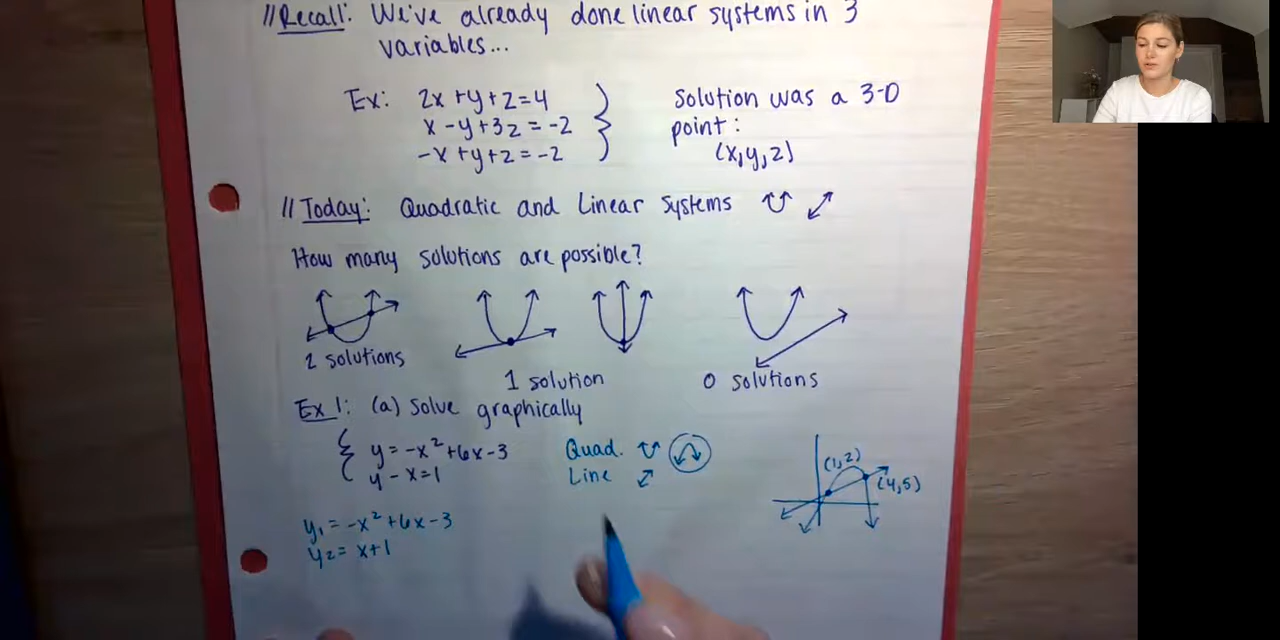 // Recall: We've already done linear systems in 3
variables...
Ex: 2x + y + z = 4
x - y + 3z = -2
-x + y + z = -2
Solution was a 3-D
point:
(x, y, z)
// Today: Quadratic and Linear Systems
How many solutions are possible?
2 solutions
1 solution
0 solutions
Ex 1: (a) Solve graphically
y = -x² + 6x - 3
y - x = 1
Quad.
Line
(1,2)
(4,5)
y₁ = -x² + 6x - 3
y₂ = x + 1